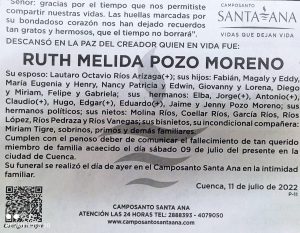 Señor: gracias por el tiempo que nos permitiste
compartir nuestras vidas. Las huellas marcadas por
su bondadoso corazón nos han dejado recuerdos
tan gratos y hermosos, que el tiempo no borrará".
CAMPOSANTO
SANTA ANA
VIDAS QUE DEJAN VIDA
DESCANSÓ EN LA PAZ DEL CREADOR QUIEN EN VIDA FUE:
RUTH MELIDA POZO MORENO
Su esposo: Lautaro Octavio Ríos Arizaga(+); sus hijos: Fabián, Magaly y Eddy,
María Eugenia y Henry, Nancy Patricia y Edwin, Giovanny y Lorena, Diego
y Miriam, Felipe y Gabriela; sus hermanos: Elba, Jorge(+), Antonio(+),
Claudio(+), Hugo, Edgar(+), Eduardo(+), Jaime y Jenny Pozo Moreno; sus
hermanos políticos; sus nietos: Molina Ríos, Coellar Ríos, García Ríos, Ríos
López, Ríos Pedraza y Ríos Vanegas; sus bisnietos, su incondicional compañera:
Miriam Tigre, sobrinos, primos y demás familiares.
Cumplen con el penoso deber de comunicar el fallecimiento de tan querido
miembro de familia acaecido el día sábado 09 de julio del presente en la
ciudad de Cuenca.
Su funeral se realizó el día de ayer en el Camposanto Santa Ana en la intimidad
familiar.
Cuenca, 11 de julio de 2022
P-11
CAMPOSANTO SANTA ANA
ATENCIÓN LAS 24 HORAS TEL: 2888393 - 4079050
www.camposantosantaana.com